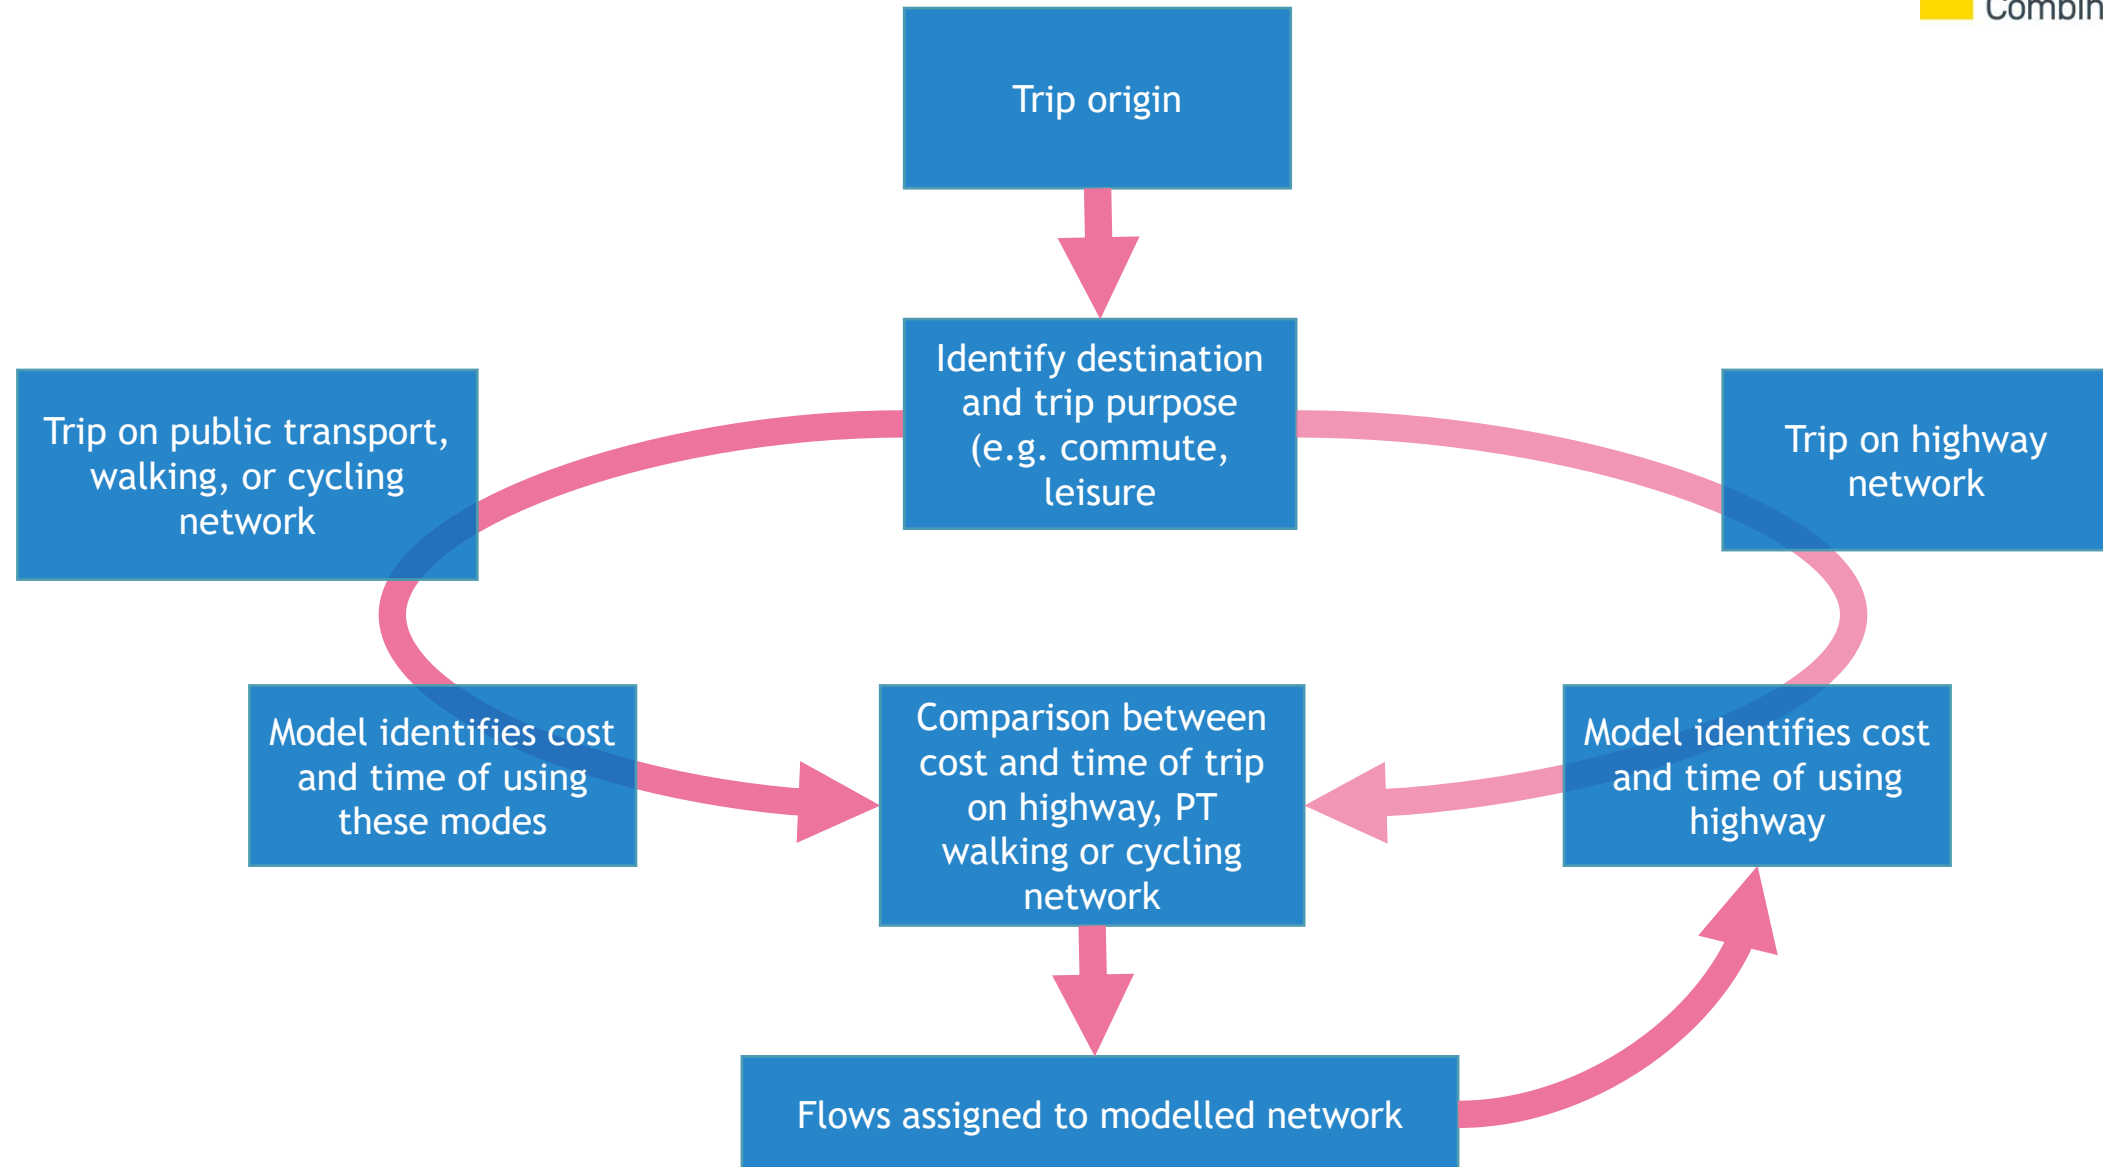 Combin
Trip origin
Identify destination
and trip purpose
(e.g. commute,
leisure
Trip on public transport,
walking, or cycling
network
Trip on highway
network
Model identifies cost
and time of using
these modes
Comparison between
cost and time of trip
on highway, PT
walking or cycling
network
Model identifies cost
and time of using
highway
Flows assigned to modelled network